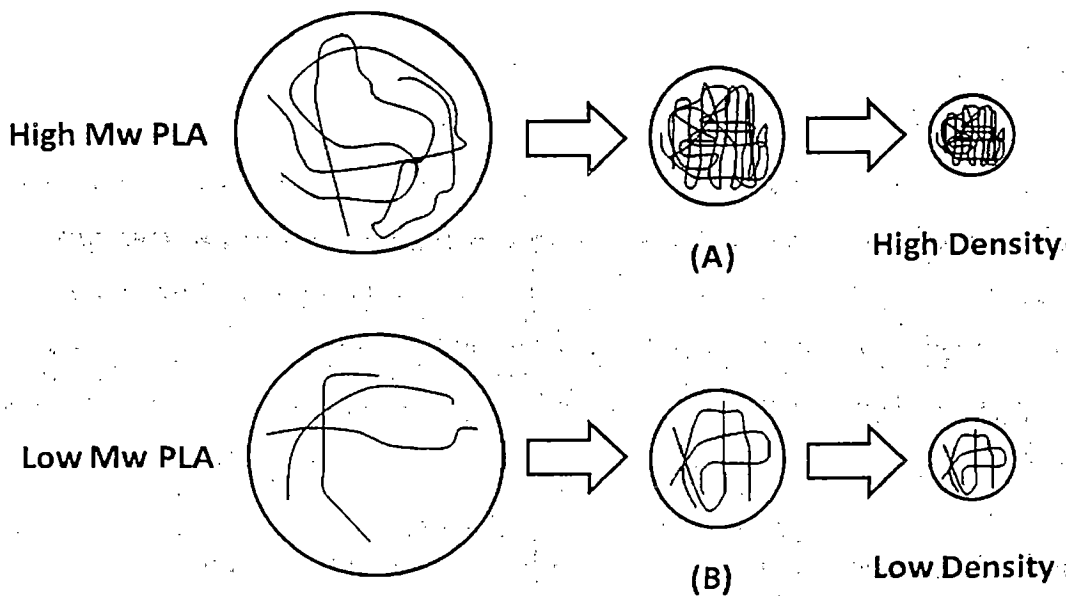 High Mw PLA
(A)
High Density
Low Mw PLA
(B)
Low Density